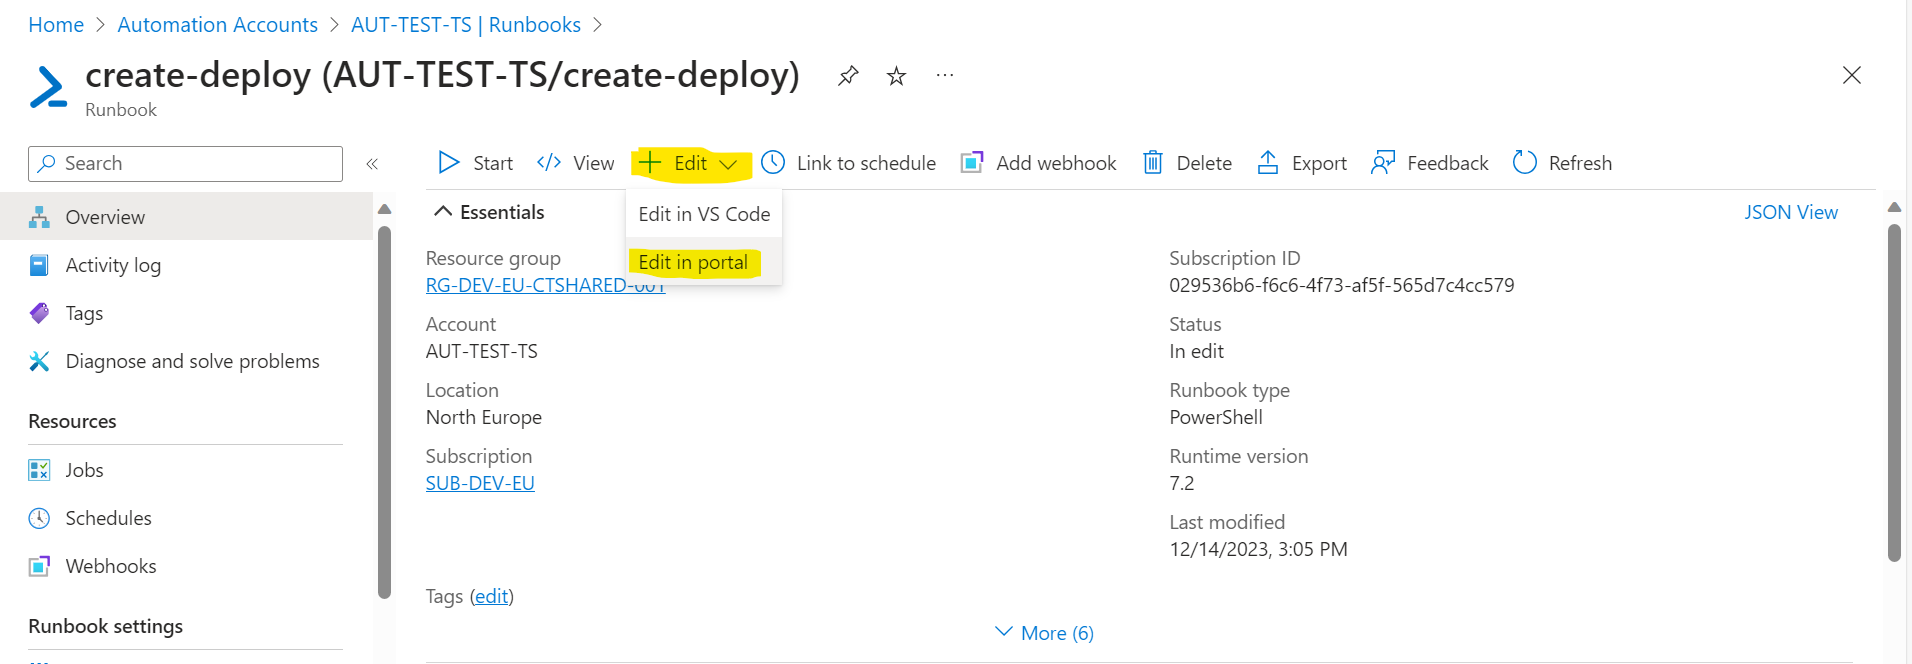 Home > Automation Accounts > AUT-TEST-TS | Runbooks >
create-deploy (AUT-TEST-TS/create-deploy)
Runbook
Search
Start
View
Edit
Link to schedule
Add webhook
Delete
Export
Feedback
Refresh
Edit in VS Code
Edit in portal
Overview
Activity log
Tags
Diagnose and solve problems
Resources
Jobs
Schedules
Webhooks
Runbook settings
Essentials
JSON View
Resource group
RG-DEV-EU-CTSHARED-001
Account
AUT-TEST-TS
Location
North Europe
Subscription
SUB-DEV-EU
Subscription ID
029536b6-f6c6-4f73-af5f-565d7c4cc579
Status
In edit
Runbook type
PowerShell
Runtime version
7.2
Last modified
12/14/2023, 3:05 PM
Tags (edit)
More (6)